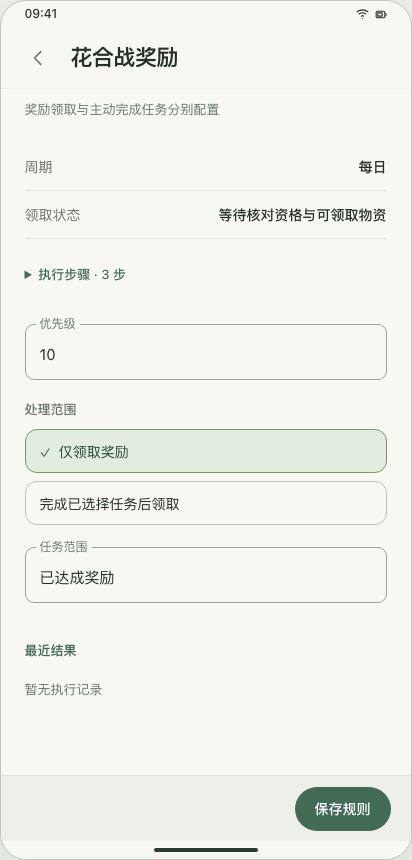 09:41
花合战奖励
奖励领取与主动完成任务分别配置
周期 每日
领取状态 等待核对资格与可领取物资
执行步骤 · 3 步
优先级
10
处理范围
仅领取奖励
完成已选择任务后领取
任务范围
已达成奖励
最近结果
暂无执行记录
保存规则